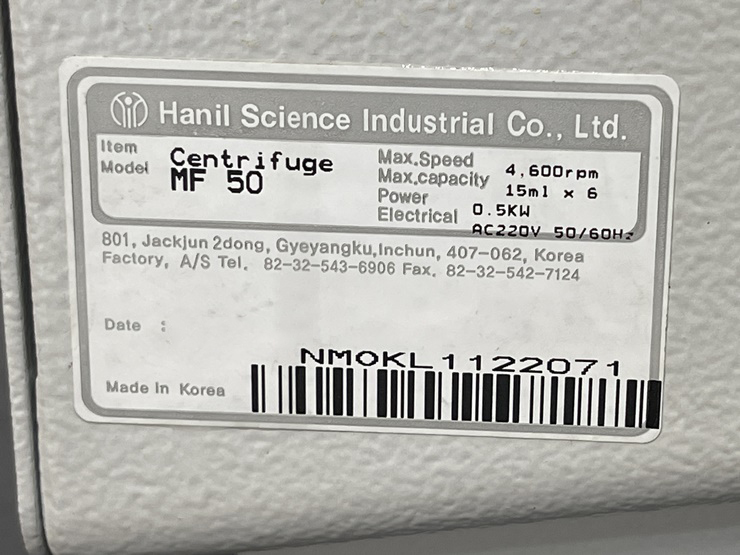 Hanil Science Industrial Co., Ltd.
Item Centrifuge
Model MF 50
Max.Speed 4,600rpm
Max.capacity 15ml x 6
Power 0.5KW
Electrical AC220V 50/60Hz
801, Jackjun 2dong, Gyeyangku,Inchun, 407-062, Korea
Factory, A/S Tel. 82-32-543-6906 Fax. 82-32-542-7124
Date :
NMOKL1122071
Made in Korea